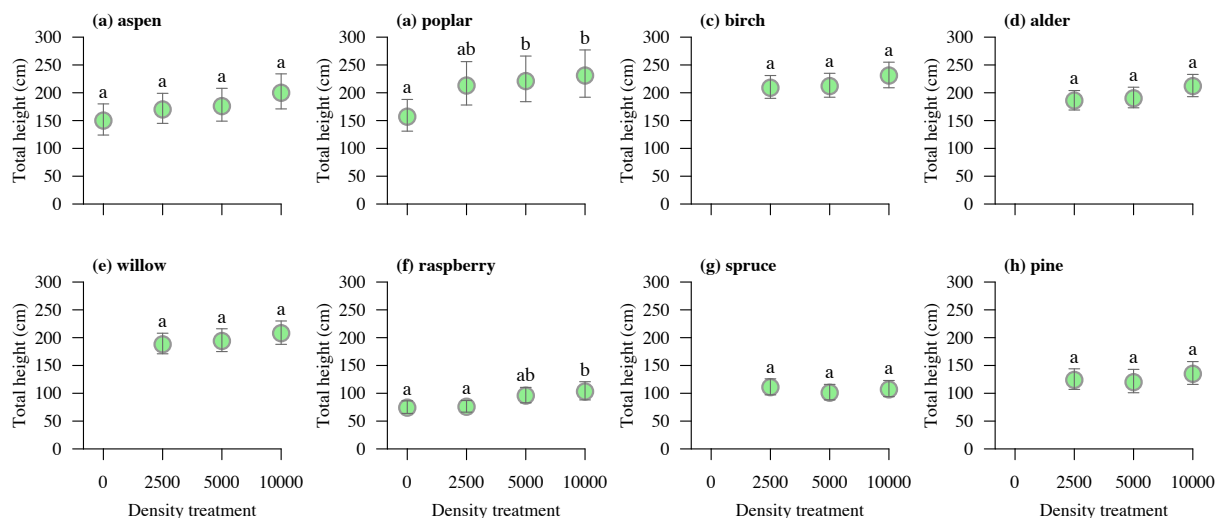 (a) aspen
(a) poplar
(c) birch
(d) alder
Total height (cm)
300
250
200
150
100
50
0
a
a
a
a
Total height (cm)
300
250
200
150
100
50
0
a
ab
b
b
Total height (cm)
300
250
200
150
100
50
0
a
a
a
Total height (cm)
300
250
200
150
100
50
0
a
a
a
(e) willow
(f) raspberry
(g) spruce
(h) pine
Total height (cm)
300
250
200
150
100
50
0
a
a
a
0 2500 5000 10000
Density treatment
Total height (cm)
300
250
200
150
100
50
0
a
a
ab
b
0 2500 5000 10000
Density treatment
Total height (cm)
300
250
200
150
100
50
0
a
a
a
0 2500 5000 10000
Density treatment
Total height (cm)
300
250
200
150
100
50
0
a
a
a
0 2500 5000 10000
Density treatment